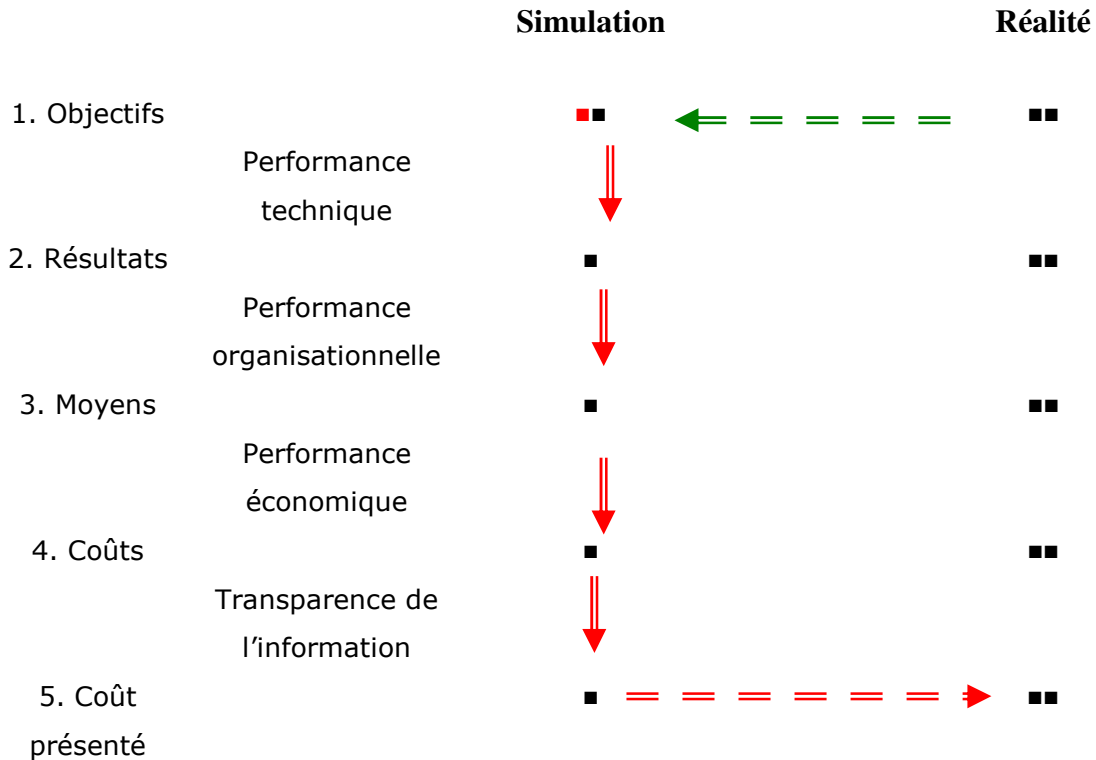 Simulation Réalité
1. Objectifs
Performance
technique
2. Résultats
Performance
organisationnelle
3. Moyens
Performance
économique
4. Coûts
Transparence de
l’information
5. Coût
présenté